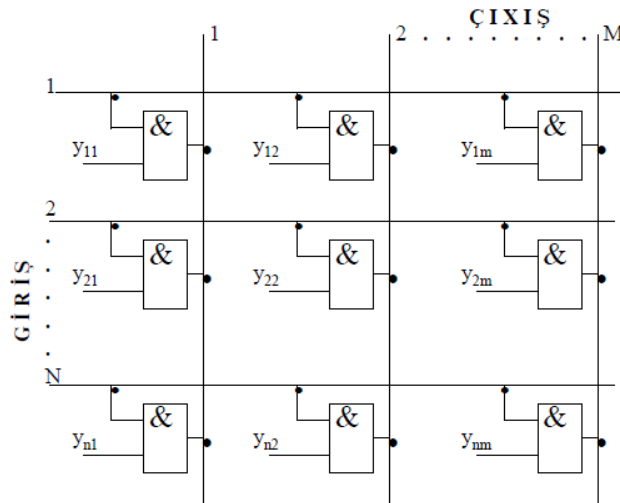 ÇIXIŞ
1 2 . . . . . . . . . M
1
& & &
y11 y12 y1m
2
& & &
y21 y22 y2m
GİRİŞ
. . . . . .
N
& & &
yn1 yn2 ynm